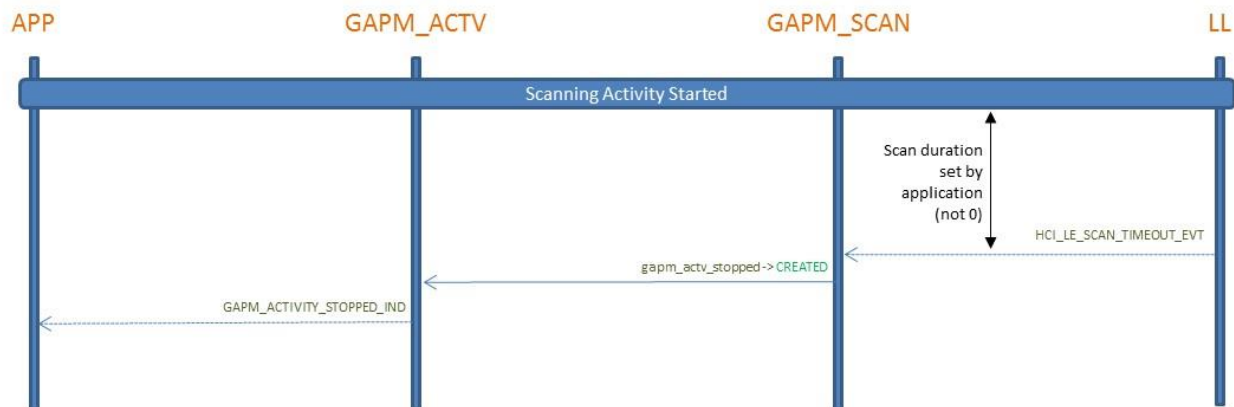 APP GAPM_ACTV GAPM_SCAN LL
Scanning Activity Started
Scan duration
set by
application
(not 0)
HCI_LE_SCAN_TIMEOUT_EVT
gapm_actv_stopped-> CREATED
GAPM_ACTIVITY_STOPPED_IND